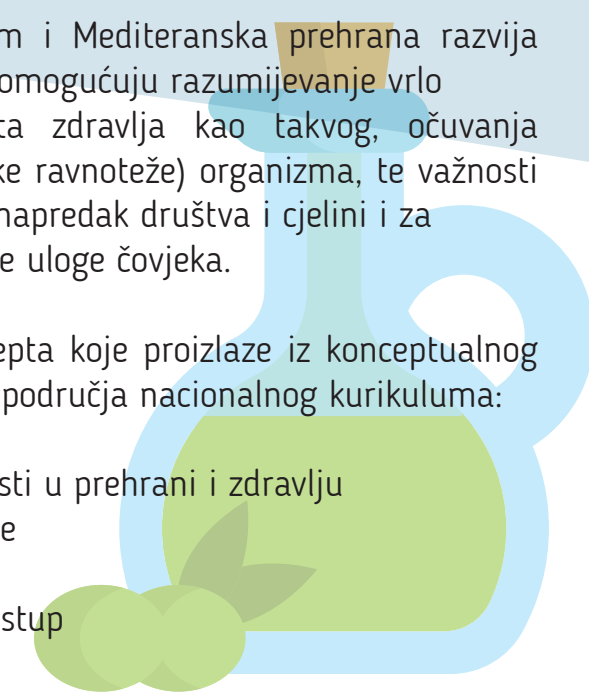 m i Mediteranska prehrana razvija
omogućuju razumijevanje vrlo
ta zdravlja kao takvog, očuvanja
ke ravnoteže) organizma, te važnosti
napredak društva i cjelini i za
e uloge čovjeka.
epta koje proizlaze iz konceptualnog
područja nacionalnog kurikuluma:
sti u prehrani i zdravlju
e
stup